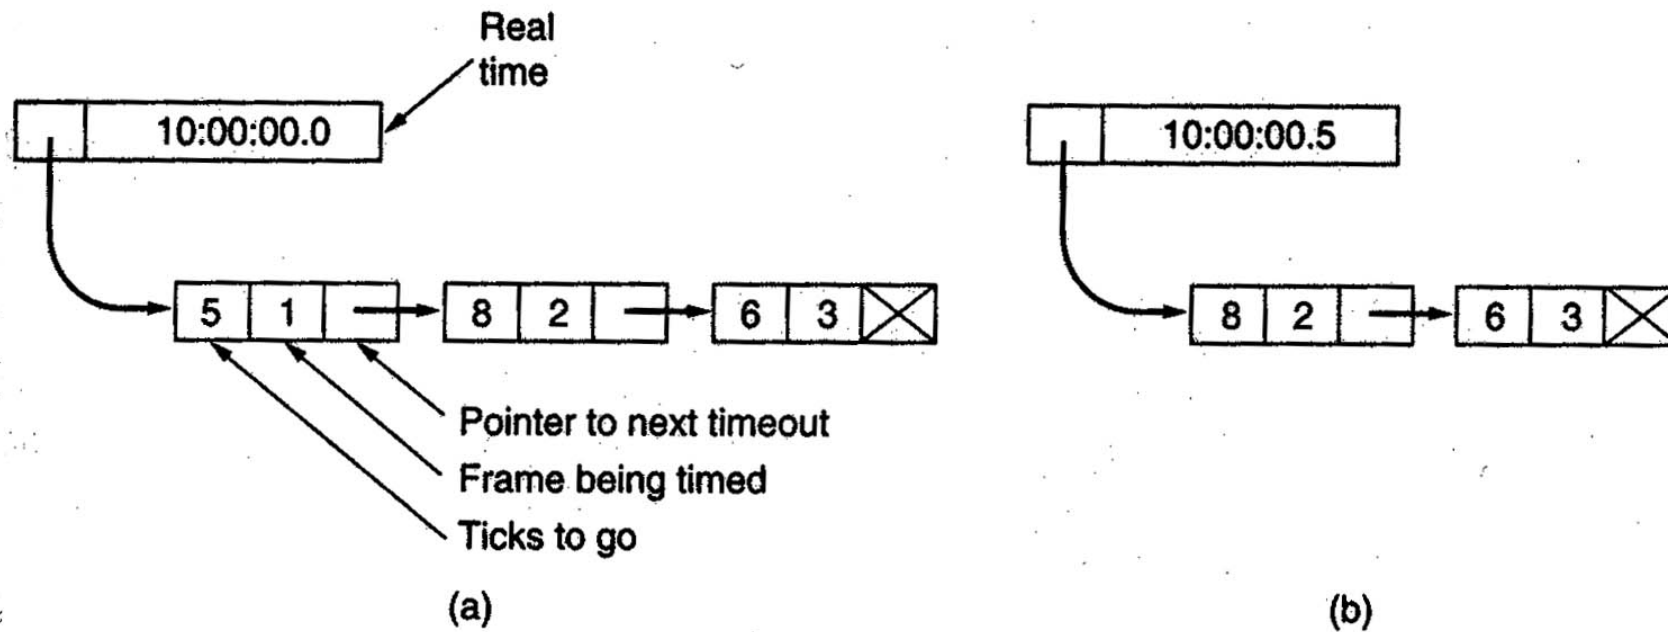 Real
time
10:00:00.0
10:00:00.5
5 1 8 2 6 3
8 2 6 3
Pointer to next timeout
Frame being timed
Ticks to go
(a)
(b)